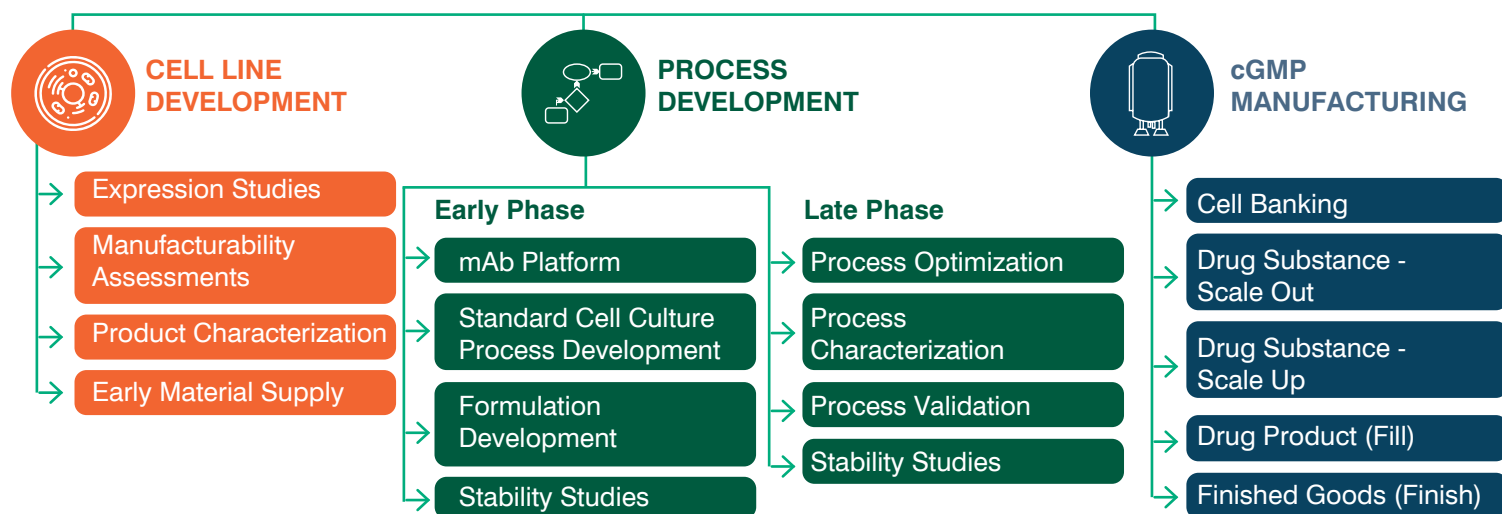 CELL LINE
DEVELOPMENT
Expression Studies
Manufacturability
Assessments
Product Characterization
Early Material Supply
PROCESS
DEVELOPMENT
Early Phase
mAb Platform
Standard Cell Culture
Process Development
Formulation
Development
Stability Studies
Late Phase
Process Optimization
Process
Characterization
Process Validation
Stability Studies
cGMP
MANUFACTURING
Cell Banking
Drug Substance -
Scale Out
Drug Substance -
Scale Up
Drug Product (Fill)
Finished Goods (Finish)